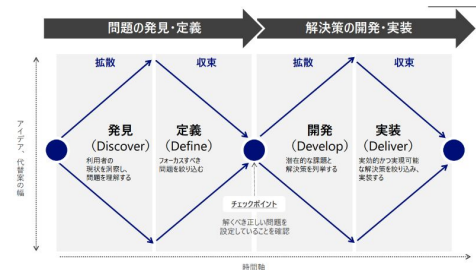 問題の発見・定義
解決策の開発・実装
拡散
収束
拡散
収束
発見
（Discover）
利用者の
現状を洞察し、
問題を理解する
定義
（Define）
フォーカスすべき
問題を絞り込む
開発
（Develop）
潜在的な課題と
解決策を列挙する
実装
（Deliver）
実効的かつ実現可能
な解決策を絞り込み、
実装する
チェックポイント
解くべき正しい問題を
設定していることを確認
アイデア、代替案の幅
時間軸